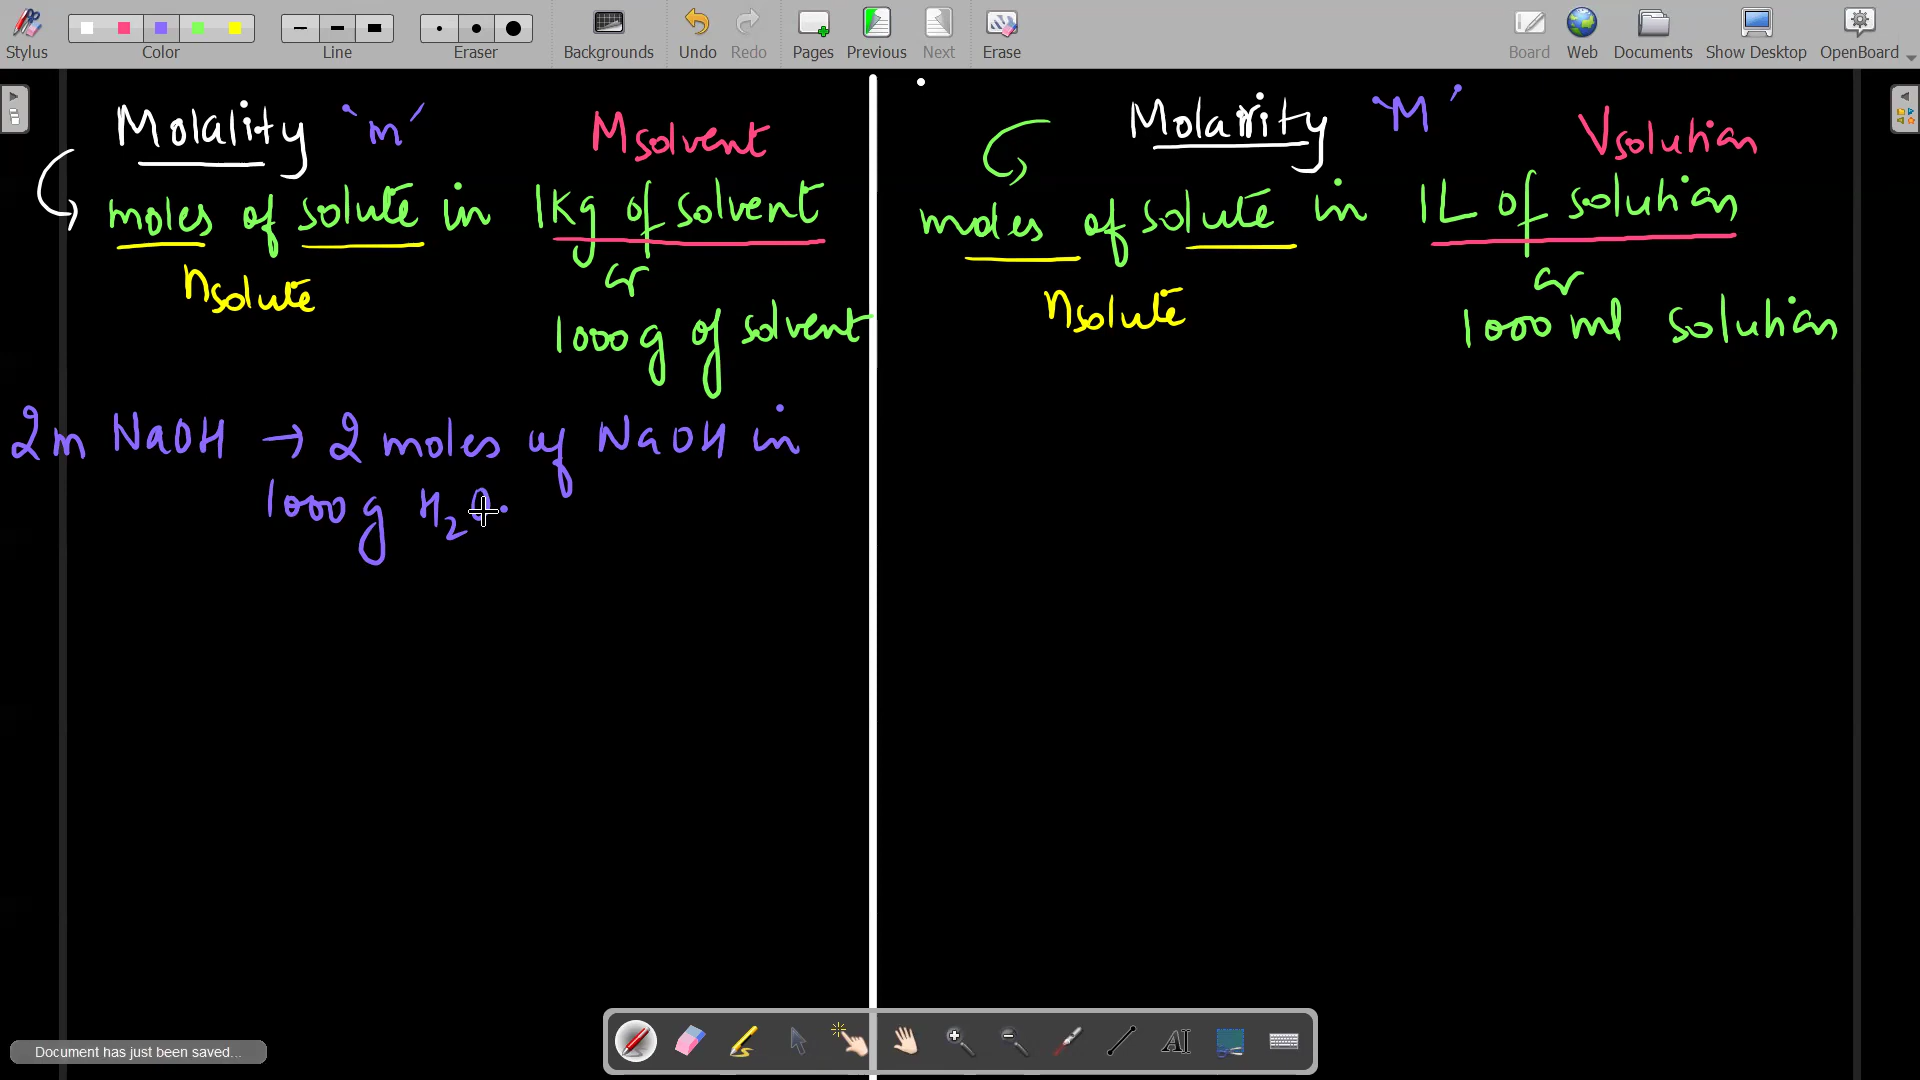 Stylus Color Line Eraser Backgrounds Undo Redo Pages Previous Next Erase Board Web Documents Show Desktop OpenBoard
Molality 'm' Msolvent
moles of solute in 1Kg of solvent
nsolute or
1000g of solvent
2m NaOH → 2 moles of NaOH in
1000g H₂O.
Molarity 'M' Vsolution
moles of solute in 1L of solution
nsolute or
1000 ml solution
AI
Document has just been saved...